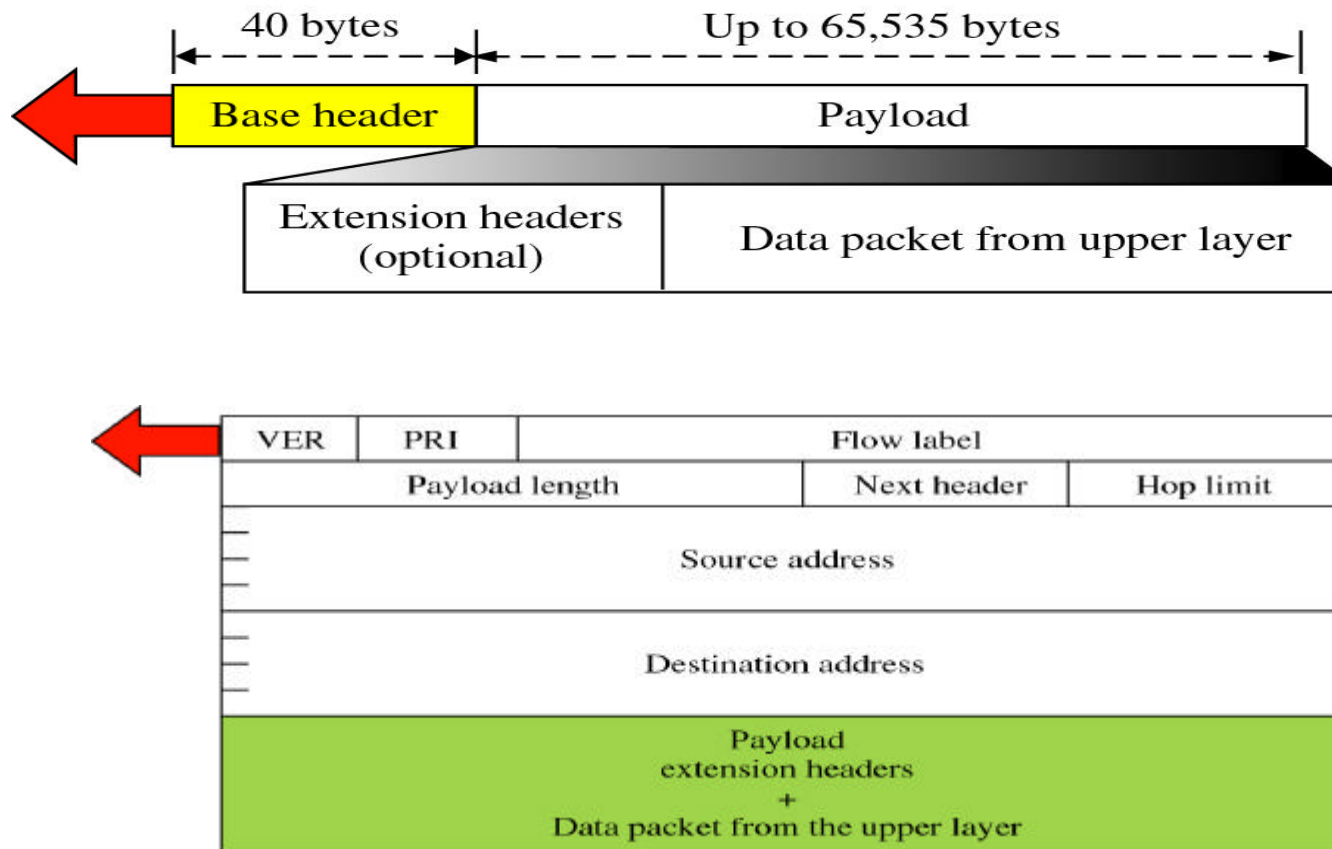 40 bytes
Up to 65,535 bytes
Base header
Payload
Extension headers
(optional)
Data packet from upper layer
VER
PRI
Flow label
Payload length
Next header
Hop limit
Source address
Destination address
Payload
extension headers
+
Data packet from the upper layer